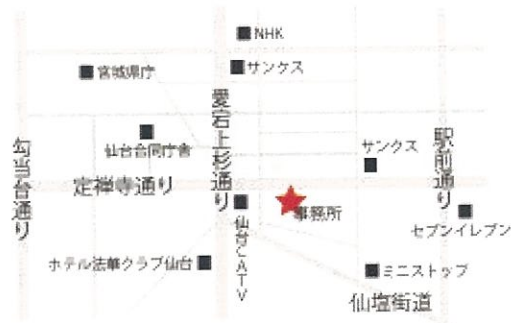 NHK
宮城県庁
サンクス
愛宕上杉通り
仙台合同庁舎
サンクス
駅前通り
勾当台通り
定禅寺通り
事務所
仙台CATV
セブンイレブン
ホテル法華クラブ仙台
ミニストップ
仙塩街道